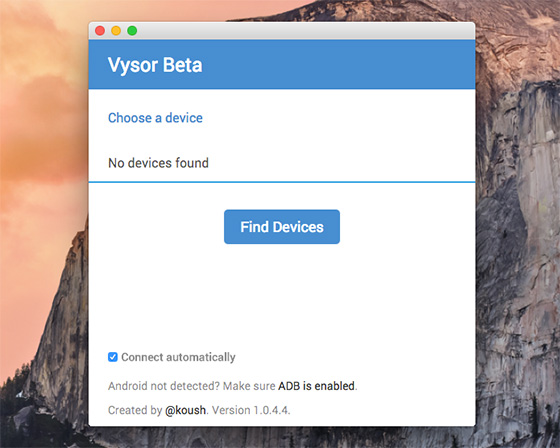 Vysor Beta
Choose a device
No devices found
Find Devices
Connect automatically
Android not detected? Make sure ADB is enabled.
Created by @koush. Version 1.0.4.4.